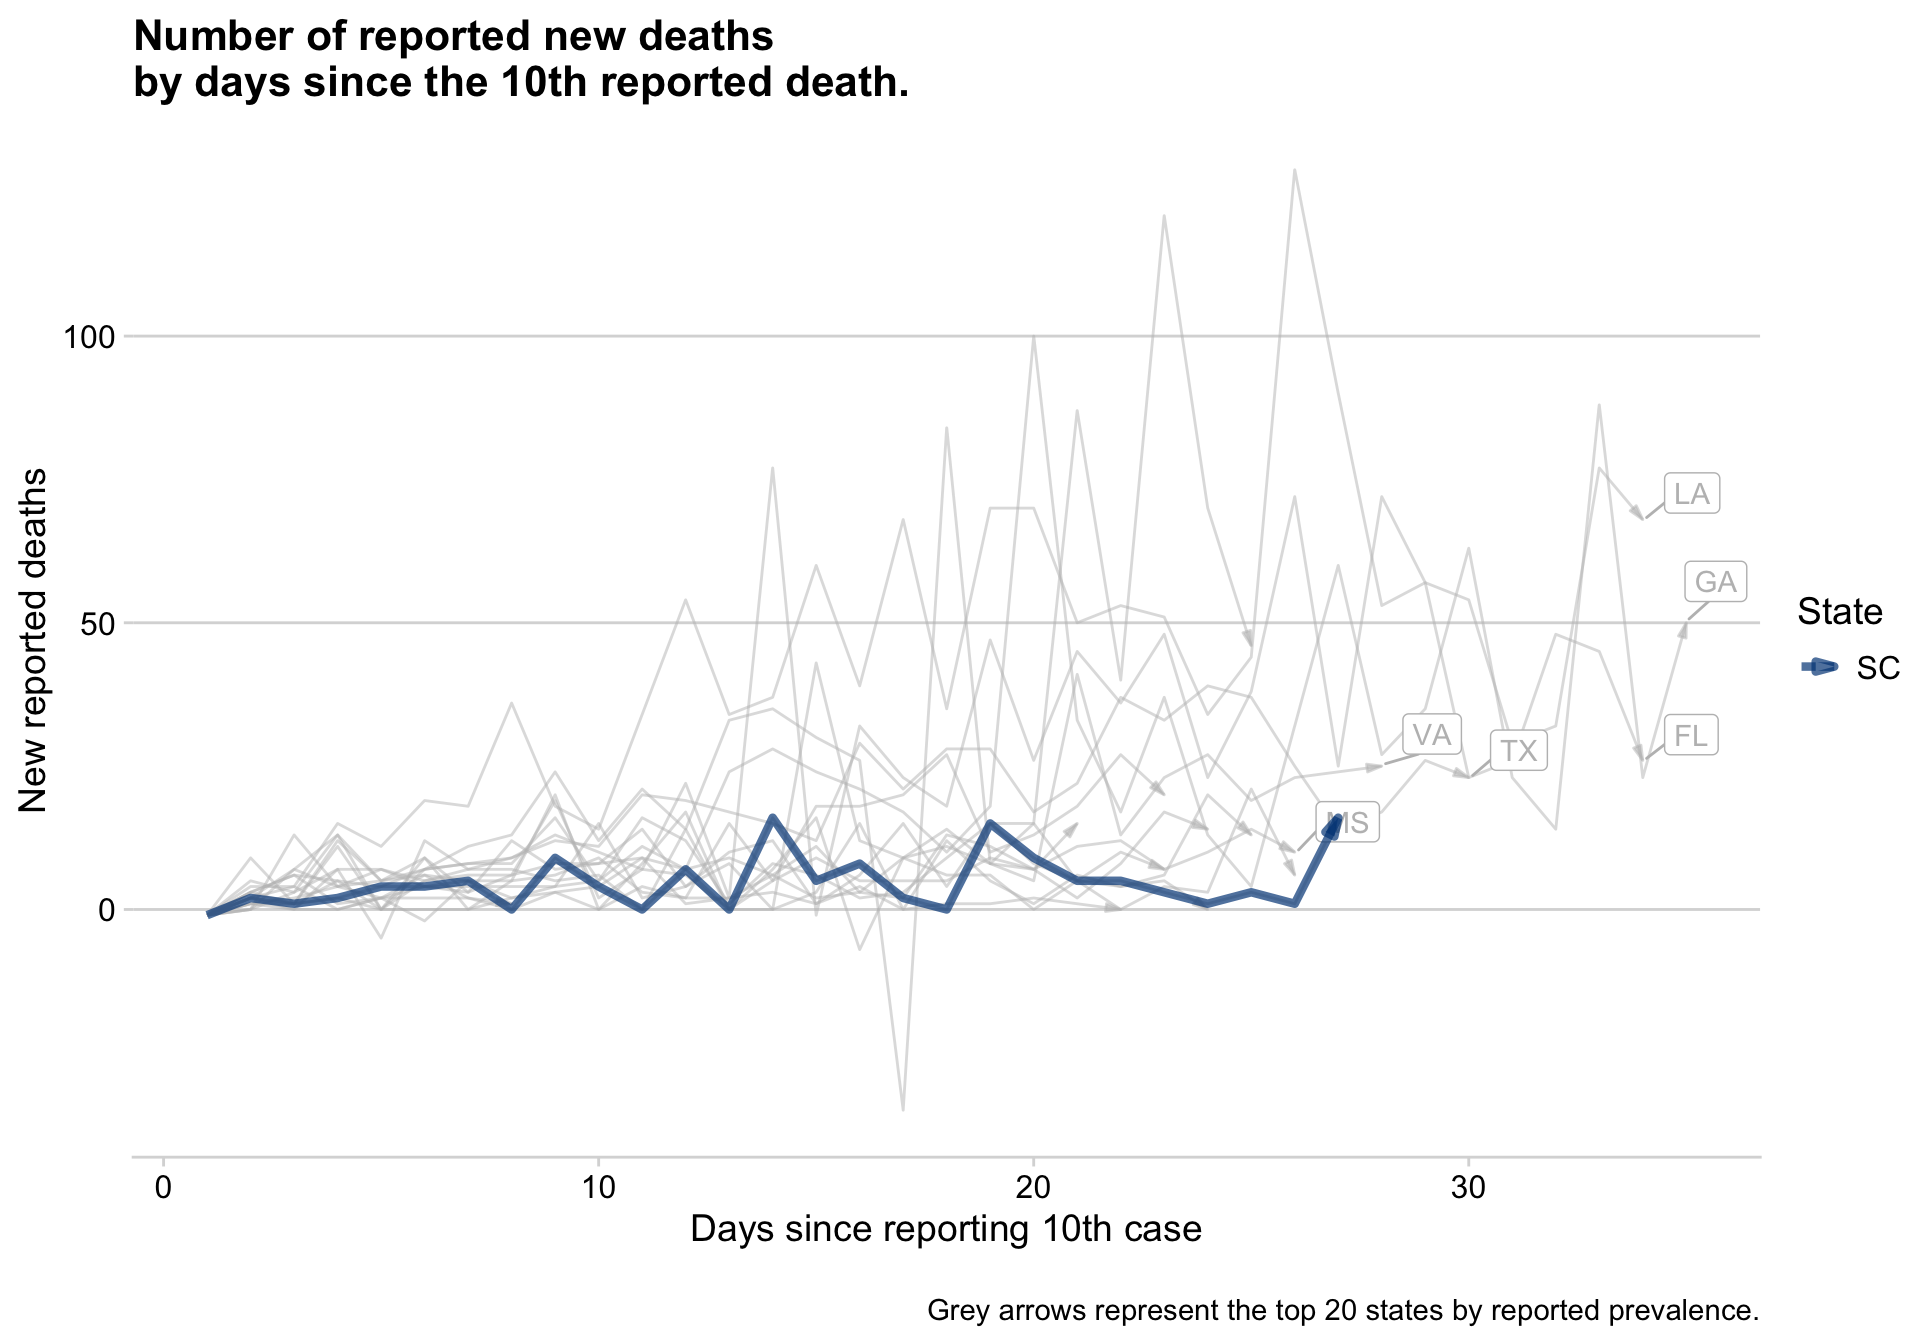 Number of reported new deaths
by days since the 10th reported death.
New reported deaths
100
50
0
LA
GA
FL
VA
TX
MS
State
SC
0
10
20
30
Days since reporting 10th case
Grey arrows represent the top 20 states by reported prevalence.